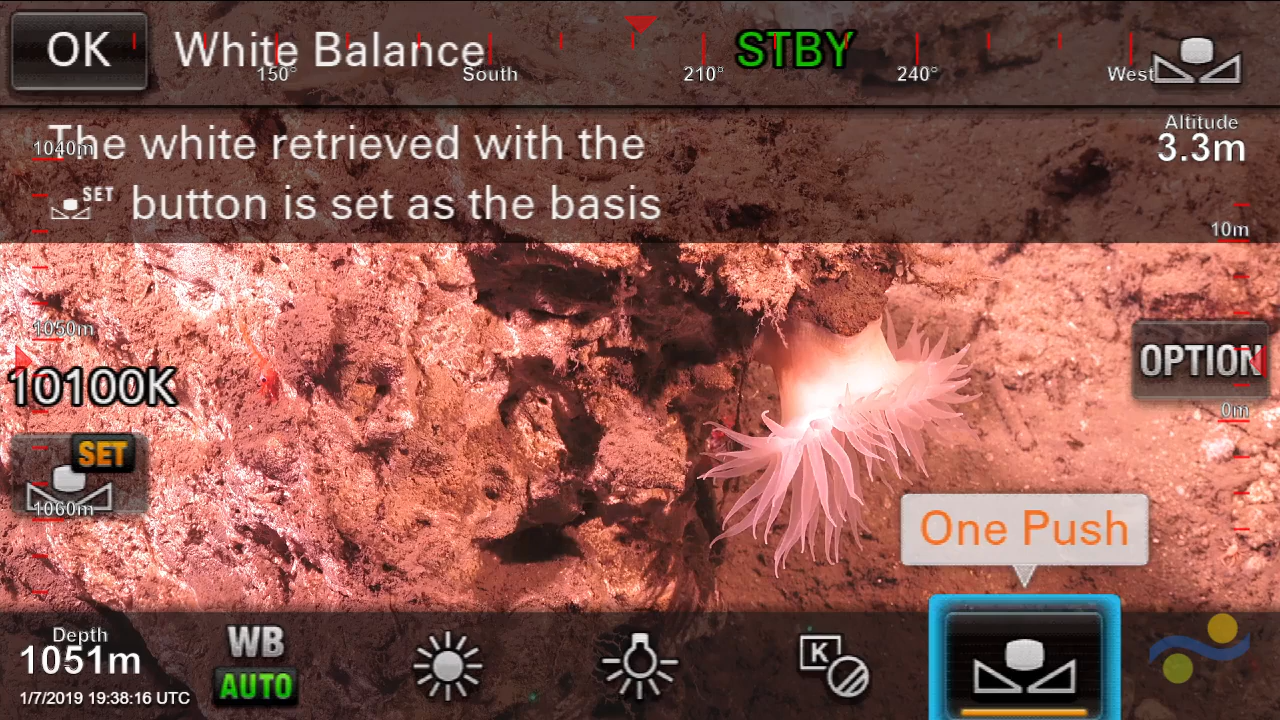 OK White Balance STBY
150° South 210° 240° West
The white retrieved with the
SET button is set as the basis
1040m
Altitude
3.3m
10m
1050m
10100K
OPTION
0m
SET
1060m
One Push
Depth
1051m
1/7/2019 19:38:16 UTC
WB
AUTO
K